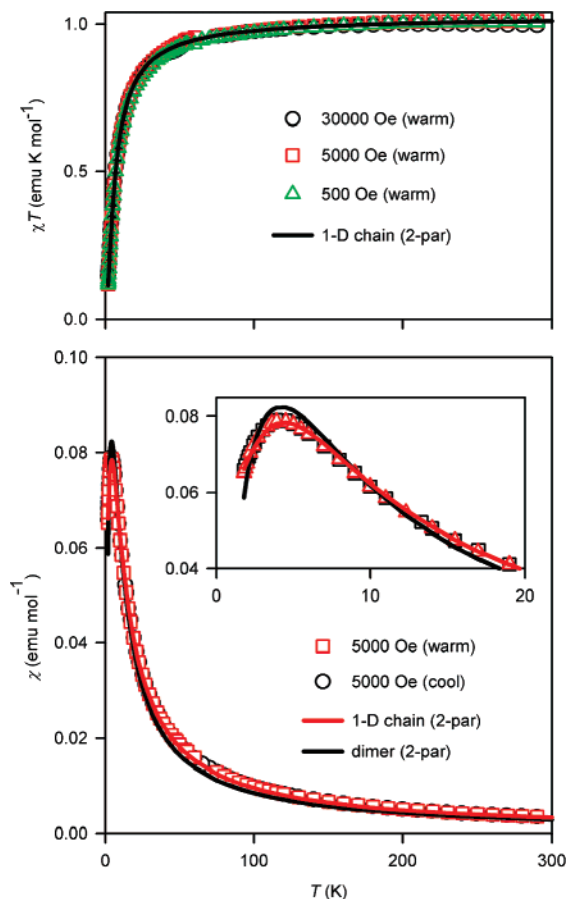 1.0
χT (emu K mol⁻¹)
0.5
0.0
30000 Oe (warm)
5000 Oe (warm)
500 Oe (warm)
1-D chain (2-par)
0.10
0.08
0.06
0.04
0.02
0.00
χ (emu mol⁻¹)
0.08
0.06
0.04
0 10 20
5000 Oe (warm)
5000 Oe (cool)
1-D chain (2-par)
dimer (2-par)
0 100 200 300
T (K)